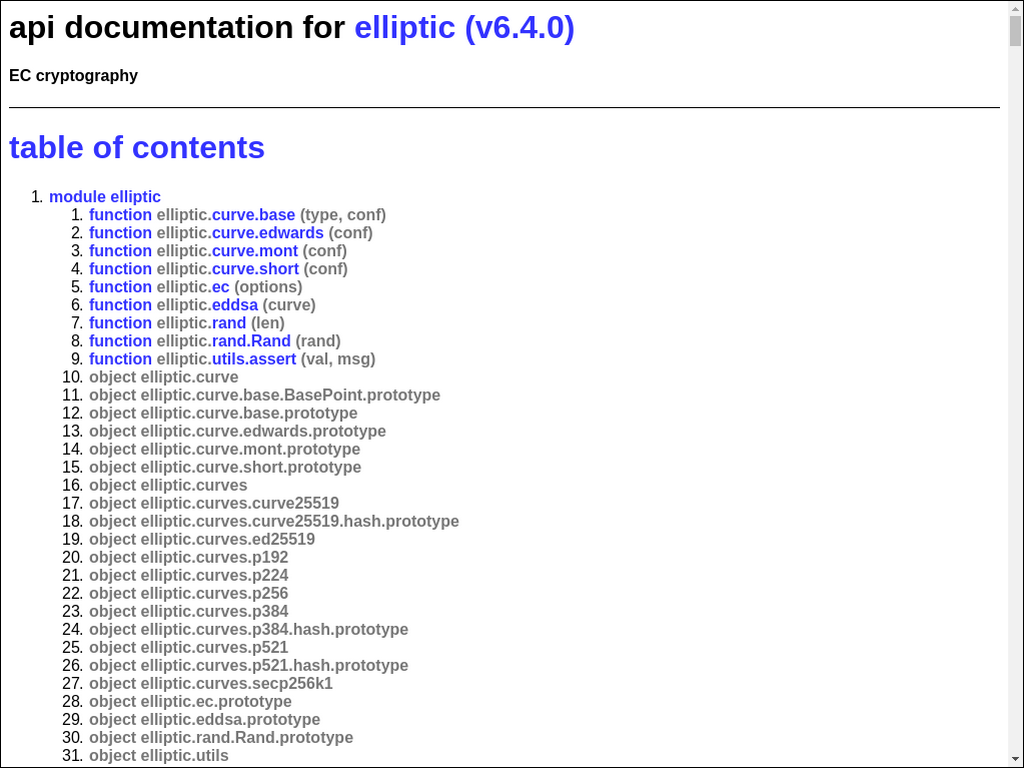 api documentation for elliptic (v6.4.0)
EC cryptography
table of contents
1. module elliptic
1. function elliptic.curve.base (type, conf)
2. function elliptic.curve.edwards (conf)
3. function elliptic.curve.mont (conf)
4. function elliptic.curve.short (conf)
5. function elliptic.ec (options)
6. function elliptic.eddsa (curve)
7. function elliptic.rand (len)
8. function elliptic.rand.Rand (rand)
9. function elliptic.utils.assert (val, msg)
10. object elliptic.curve
11. object elliptic.curve.base.BasePoint.prototype
12. object elliptic.curve.base.prototype
13. object elliptic.curve.edwards.prototype
14. object elliptic.curve.mont.prototype
15. object elliptic.curve.short.prototype
16. object elliptic.curves
17. object elliptic.curves.curve25519
18. object elliptic.curves.curve25519.hash.prototype
19. object elliptic.curves.ed25519
20. object elliptic.curves.p192
21. object elliptic.curves.p224
22. object elliptic.curves.p256
23. object elliptic.curves.p384
24. object elliptic.curves.p384.hash.prototype
25. object elliptic.curves.p521
26. object elliptic.curves.p521.hash.prototype
27. object elliptic.curves.secp256k1
28. object elliptic.ec.prototype
29. object elliptic.eddsa.prototype
30. object elliptic.rand.Rand.prototype
31. object elliptic.utils